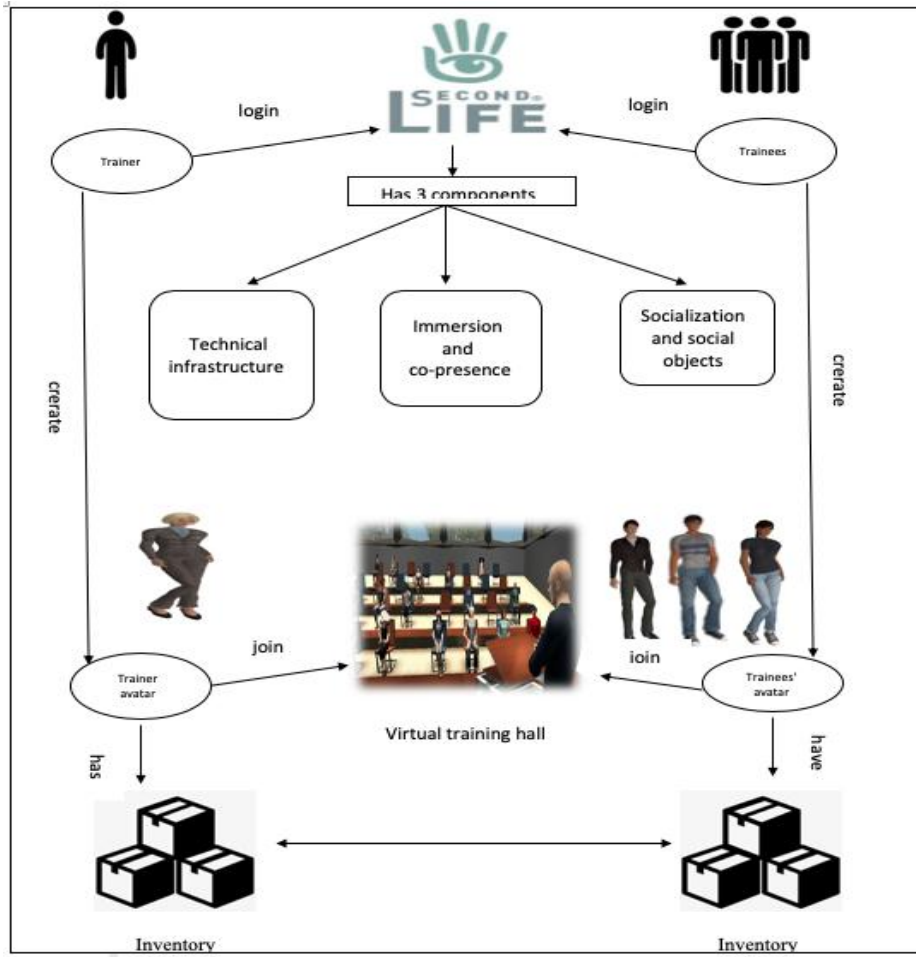 SECOND®
LIFE
login
login
Trainer
Trainees
Has 3 components
Technical
infrastructure
Immersion
and
co-presence
Socialization
and social
objects
crerate
crerate
join
ioin
Trainer
avatar
Trainees'
avatar
Virtual training hall
has
have
Inventory
Inventory